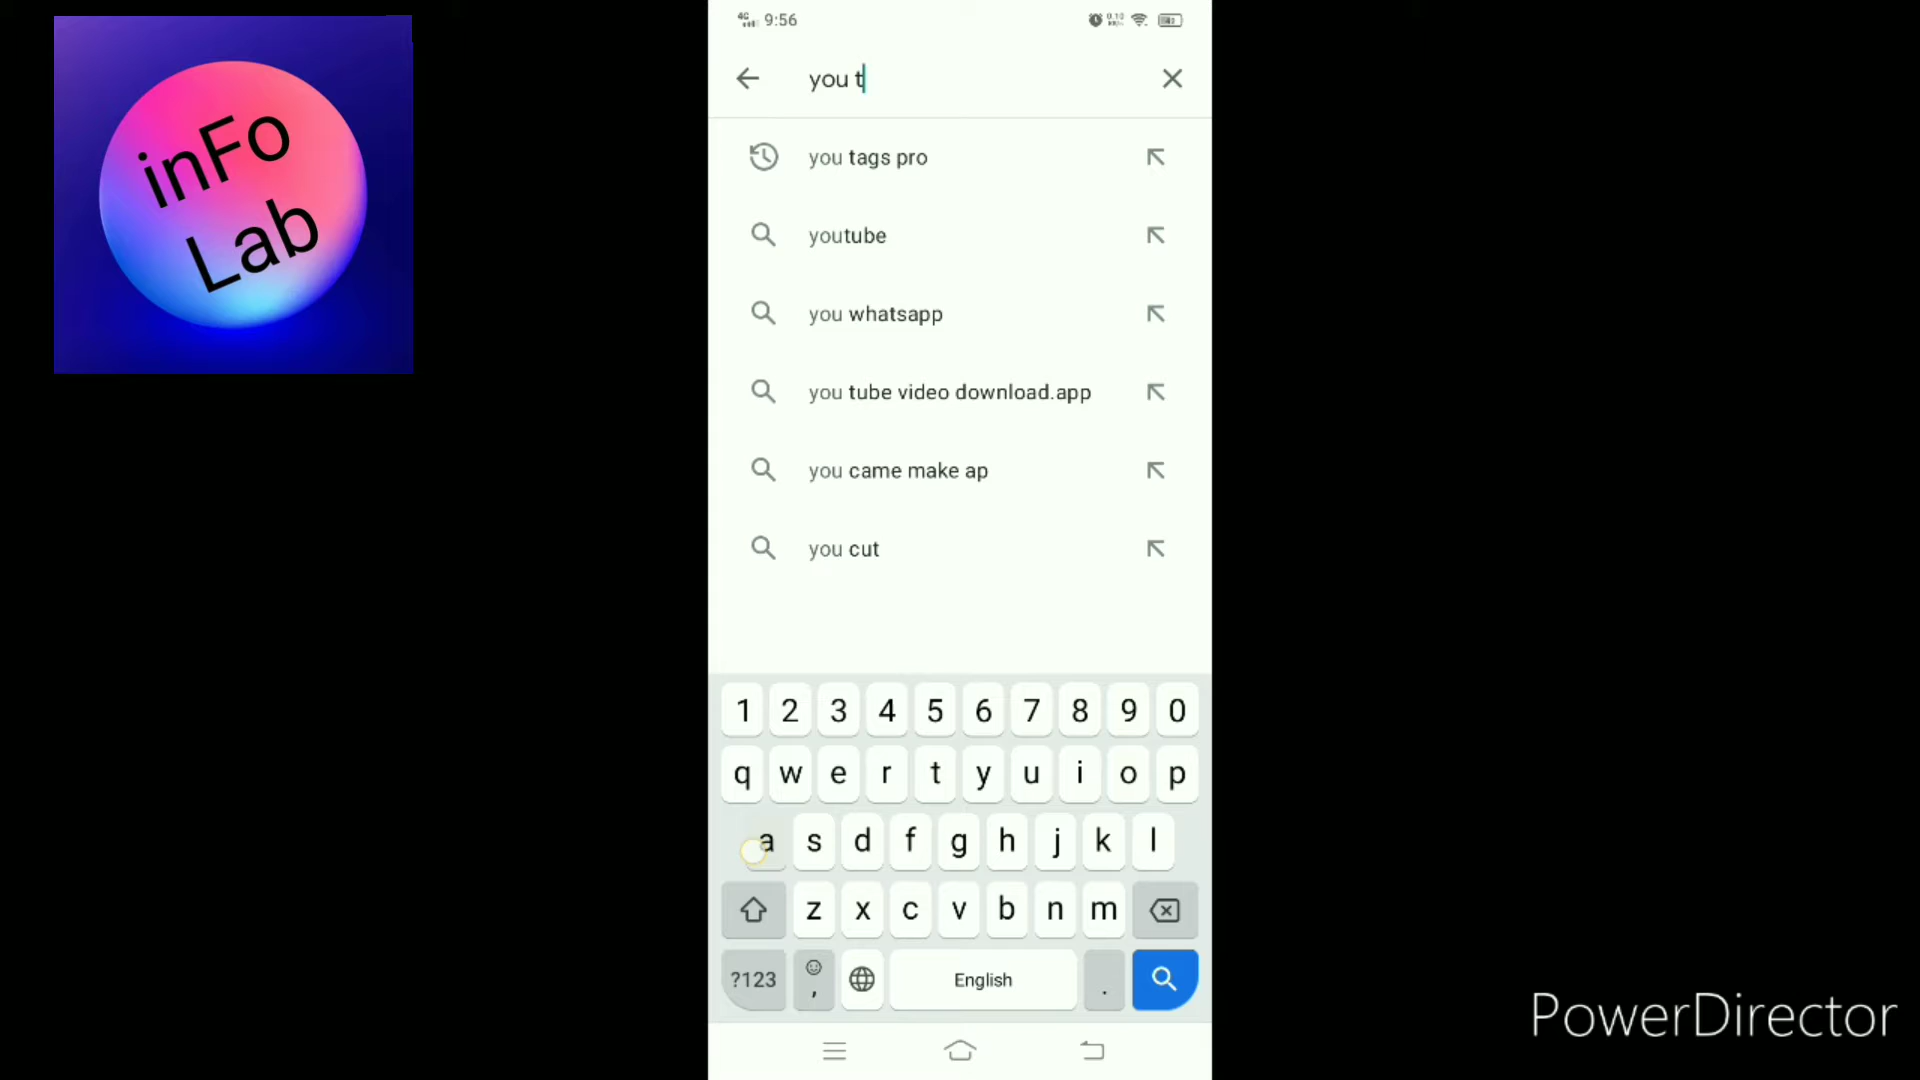 inFo
Lab
4G 9:56
you t
you tags pro
youtube
you whatsapp
you tube video download.app
you came make ap
you cut
1 2 3 4 5 6 7 8 9 0
q w e r t y u i o p
a s d f g h j k l
z x c v b n m
?123 , English .
PowerDirector